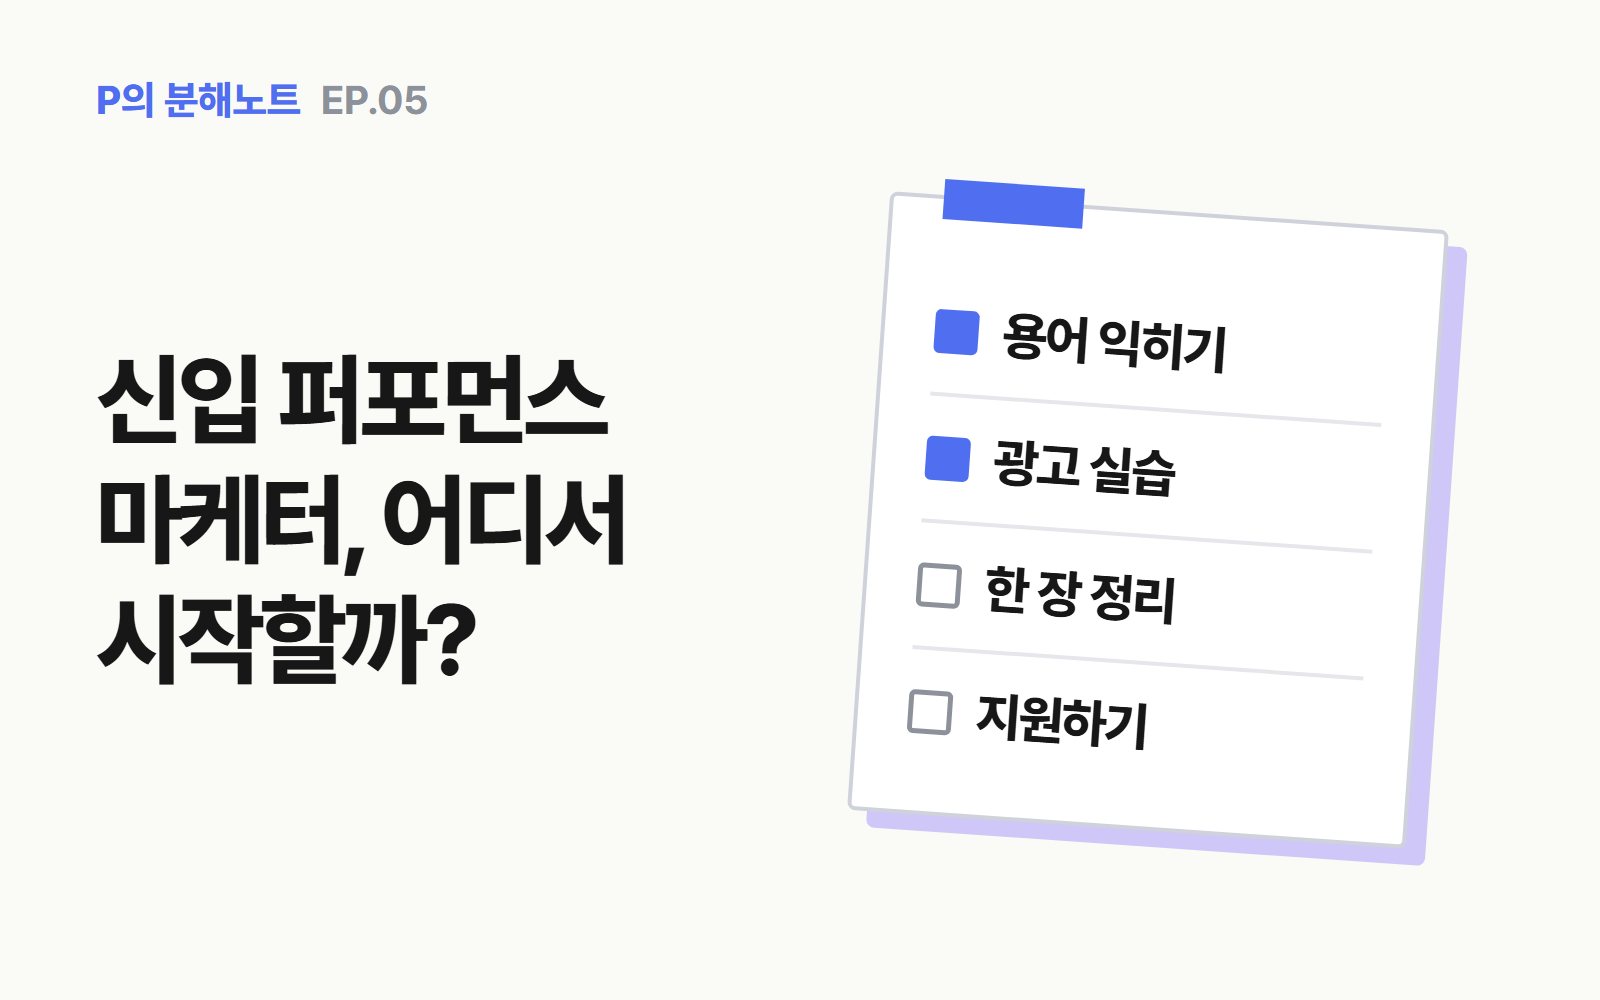 P의 분해노트 EP.05
신입 퍼포먼스
마케터, 어디서
시작할까?
용어 익히기
광고 실습
한 장 정리
지원하기